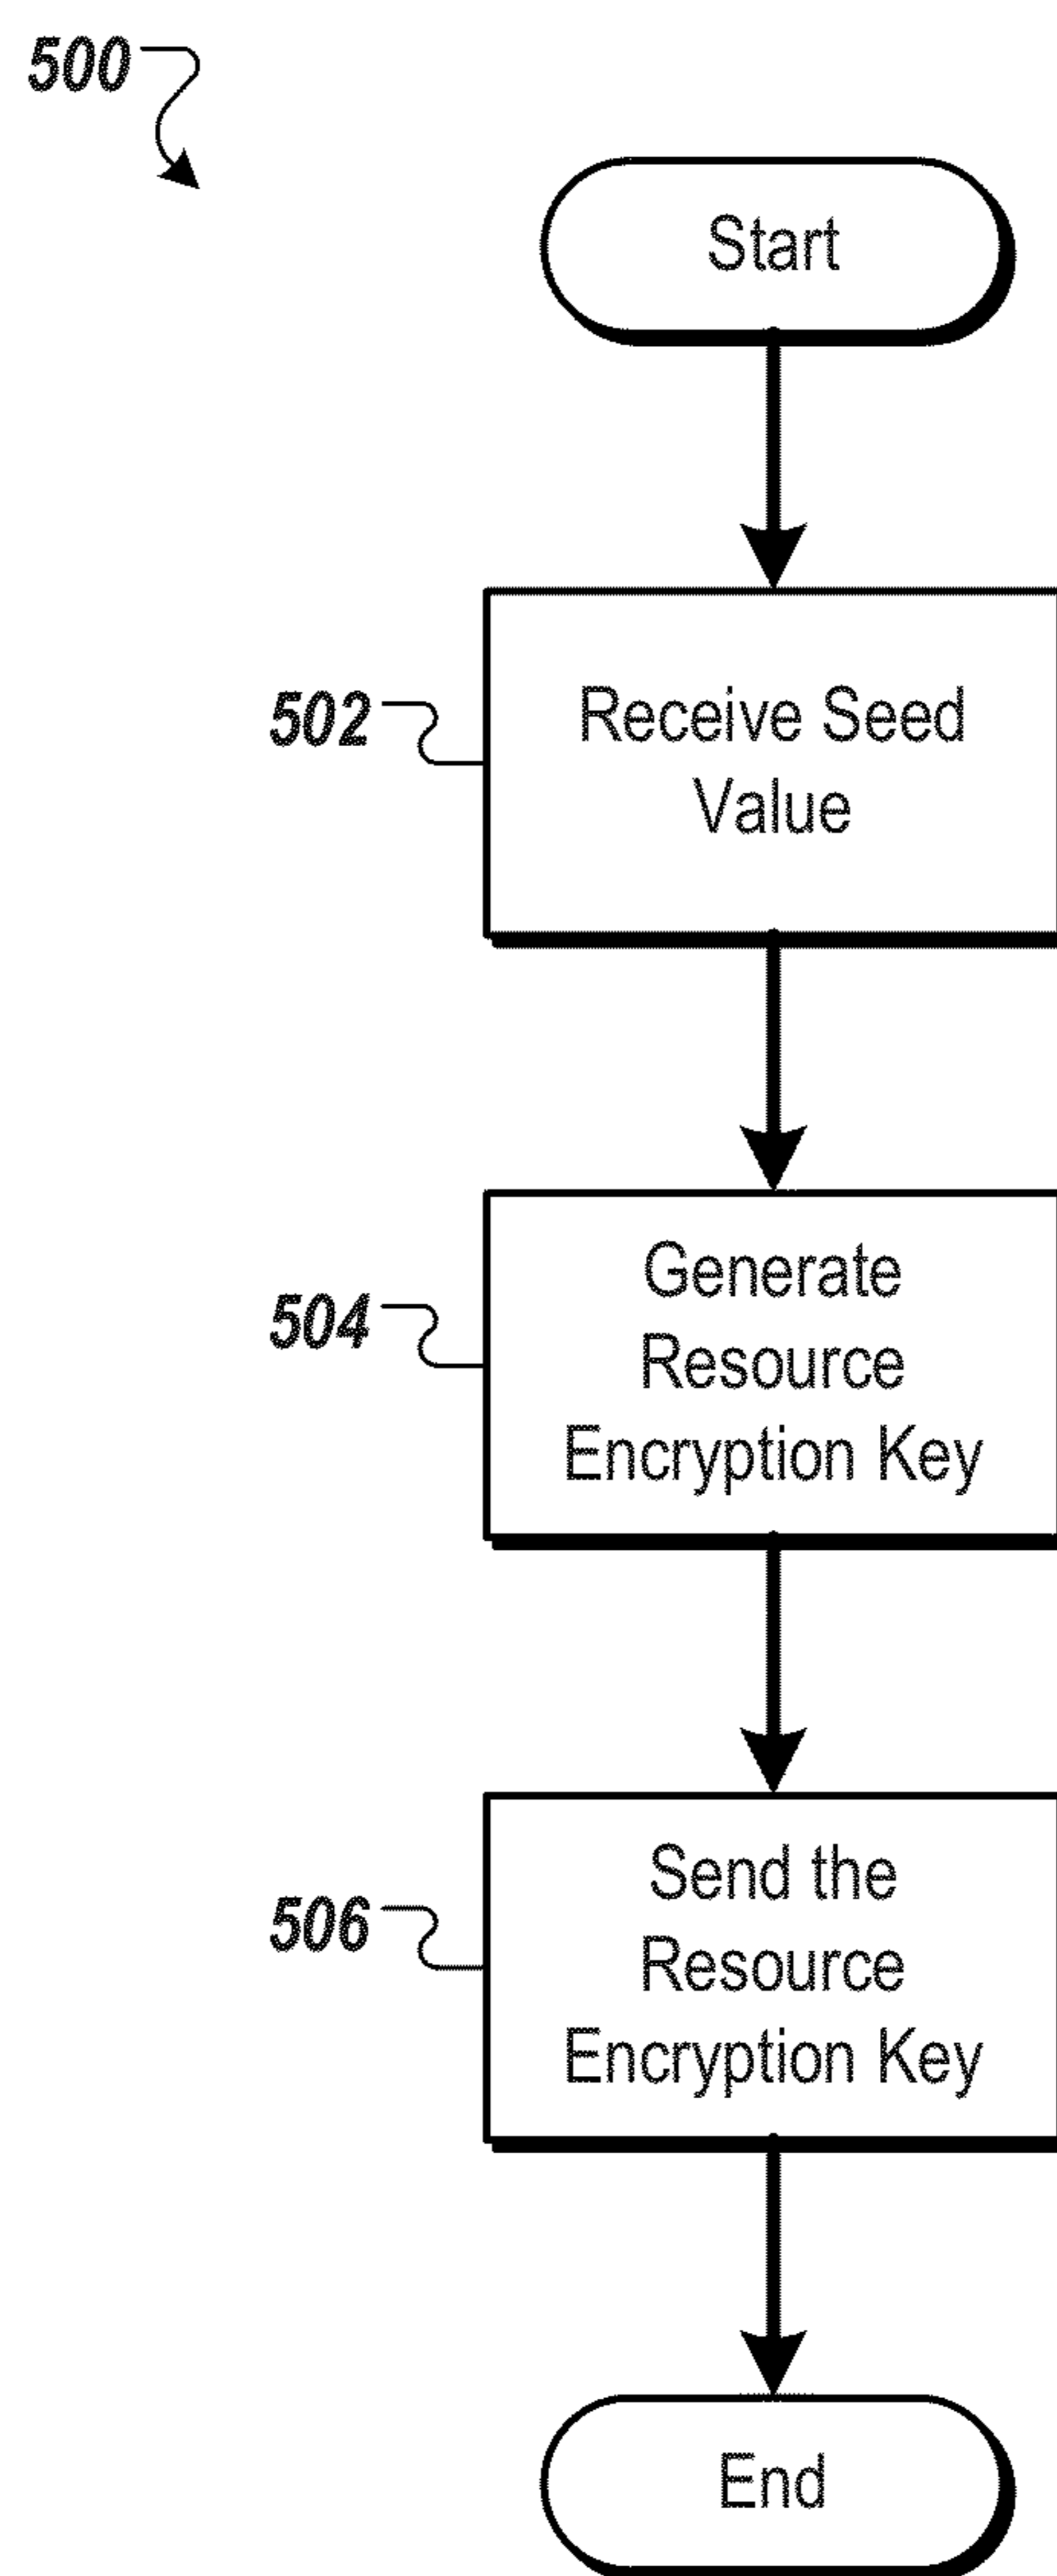 500
Start
502
Receive Seed
Value
504
Generate
Resource
Encryption Key
506
Send the
Resource
Encryption Key
End